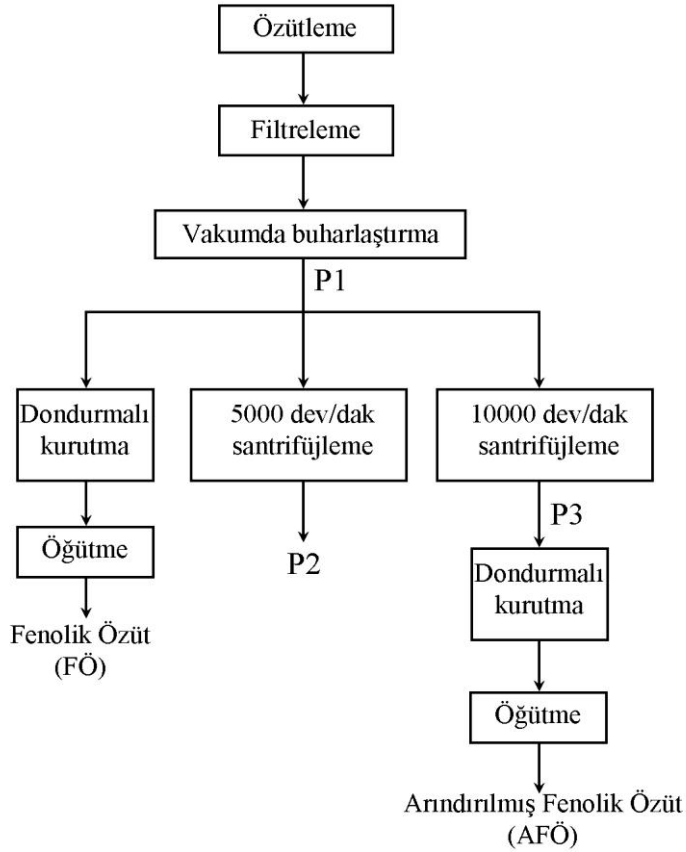 Özütleme
Filtreleme
Vakumda buharlaştırma
P1
Dondurmalı
kurutma
5000 dev/dak
santrifüjleme
10000 dev/dak
santrifüjleme
Öğütme
P2
P3
Dondurmalı
kurutma
Fenolik Özüt
(FÖ)
Öğütme
Arındırılmış Fenolik Özüt
(AFÖ)